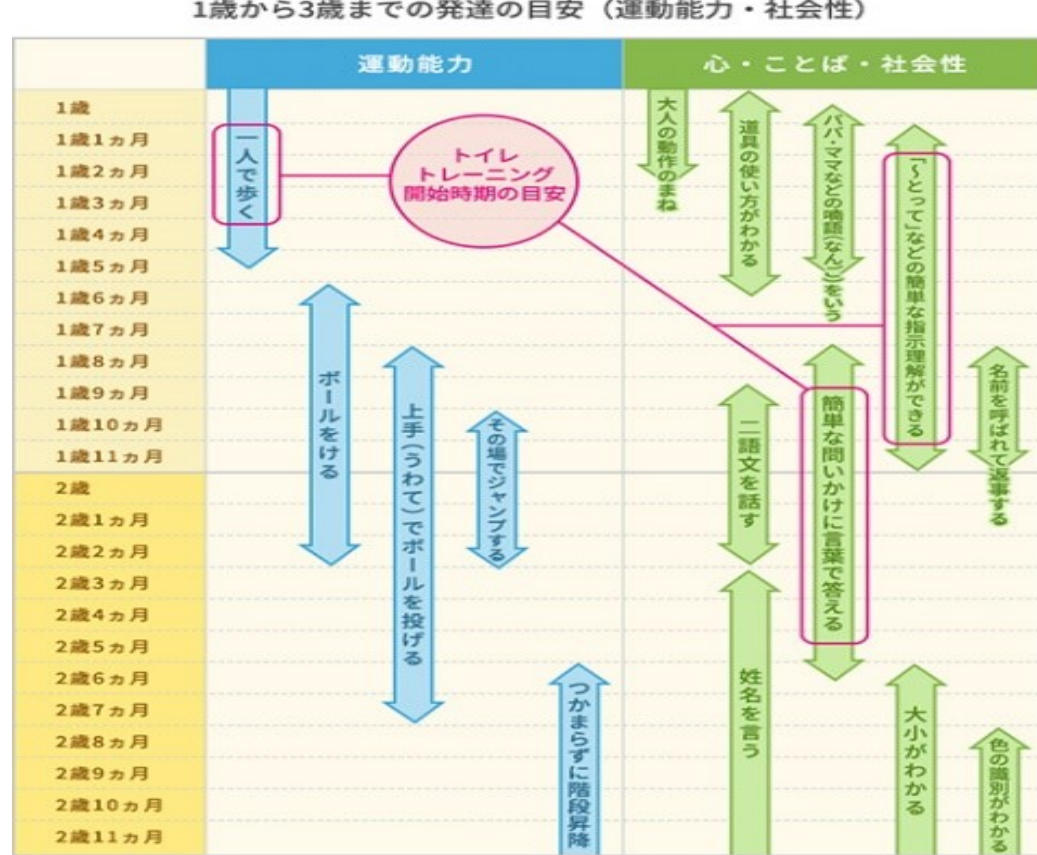 1歳から3歳までの発達の目安（運動能力・社会性）
運動能力
心・ことば・社会性
1歳
1歳1ヵ月
1歳2ヵ月
1歳3ヵ月
1歳4ヵ月
1歳5ヵ月
1歳6ヵ月
1歳7ヵ月
1歳8ヵ月
1歳9ヵ月
1歳10ヵ月
1歳11ヵ月
2歳
2歳1ヵ月
2歳2ヵ月
2歳3ヵ月
2歳4ヵ月
2歳5ヵ月
2歳6ヵ月
2歳7ヵ月
2歳8ヵ月
2歳9ヵ月
2歳10ヵ月
2歳11ヵ月
一人で歩く
トイレ
トレーニング
開始時期の目安
ボールをける
上手(うわて)でボールを投げる
その場でジャンプする
つかまらずに階段昇降
大人の動作のまね
道具の使い方がわかる
パパ・ママなどの喃語(なんご)をいう
「～とって」などの簡単な指示理解ができる
名前を呼ばれて返事する
二語文を話す
簡単な問いかけに言葉で答える
姓名を言う
大小がわかる
色の識別がわかる